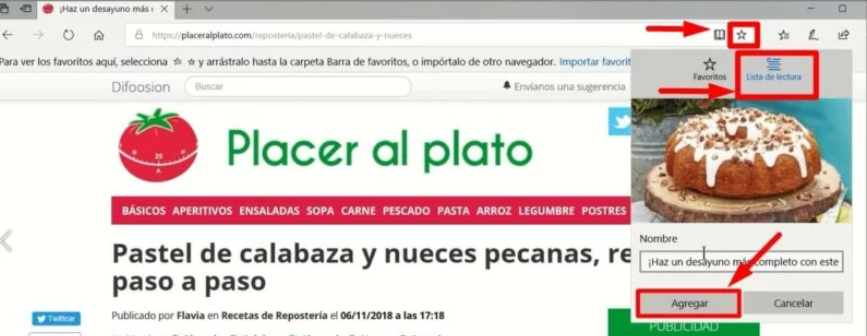 ¡Haz un desayuno más c
https://placeralplato.com/reposteria/pastel-de-calabaza-y-nueces
Para ver los favoritos aquí, selecciona ☆ y arrástralo hasta la carpeta Barra de favoritos, o impórtalo de otro navegador. Importar favorit
Favoritos
Lista de lectura
Difoosion
Buscar
Envíanos una sugerencia
25
Placer al plato
BÁSICOS APERITIVOS ENSALADAS SOPA CARNE PESCADO PASTA ARROZ LEGUMBRE POSTRES
Nombre
¡Haz un desayuno más completo con este
Agregar
Cancelar
Pastel de calabaza y nueces pecanas, re
paso a paso
Publicado por Flavia en Recetas de Repostería el 06/11/2018 a las 17:18
Twittear
PUBLICIDAD